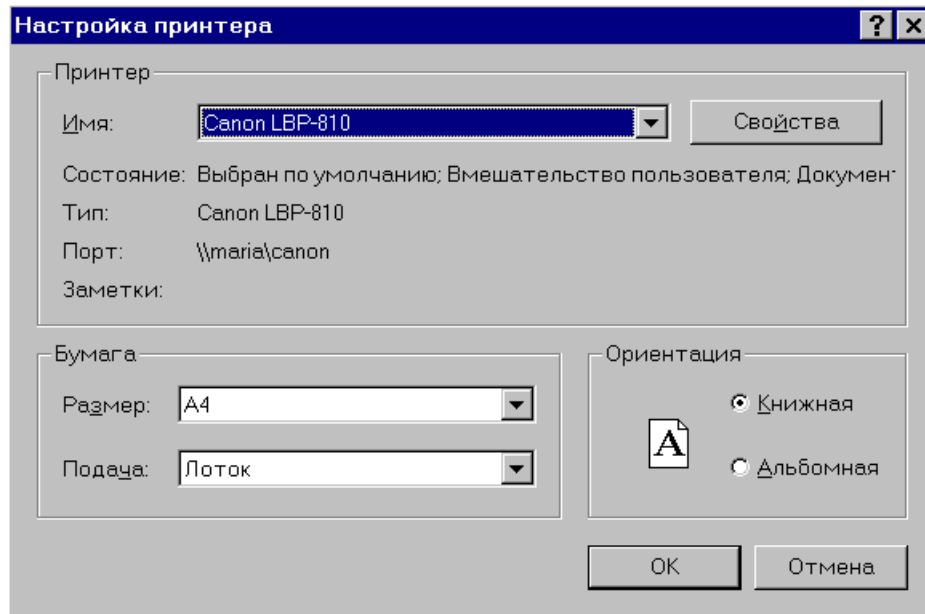 Настройка принтера
Принтер
Имя: Canon LBP-810 Свойства
Состояние: Выбран по умолчанию; Вмешательство пользователя; Докумен
Тип: Canon LBP-810
Порт: \\maria\canon
Заметки:
Бумага
Размер: A4
Подача: Лоток
Ориентация
A
Книжная
Альбомная
OK Отмена